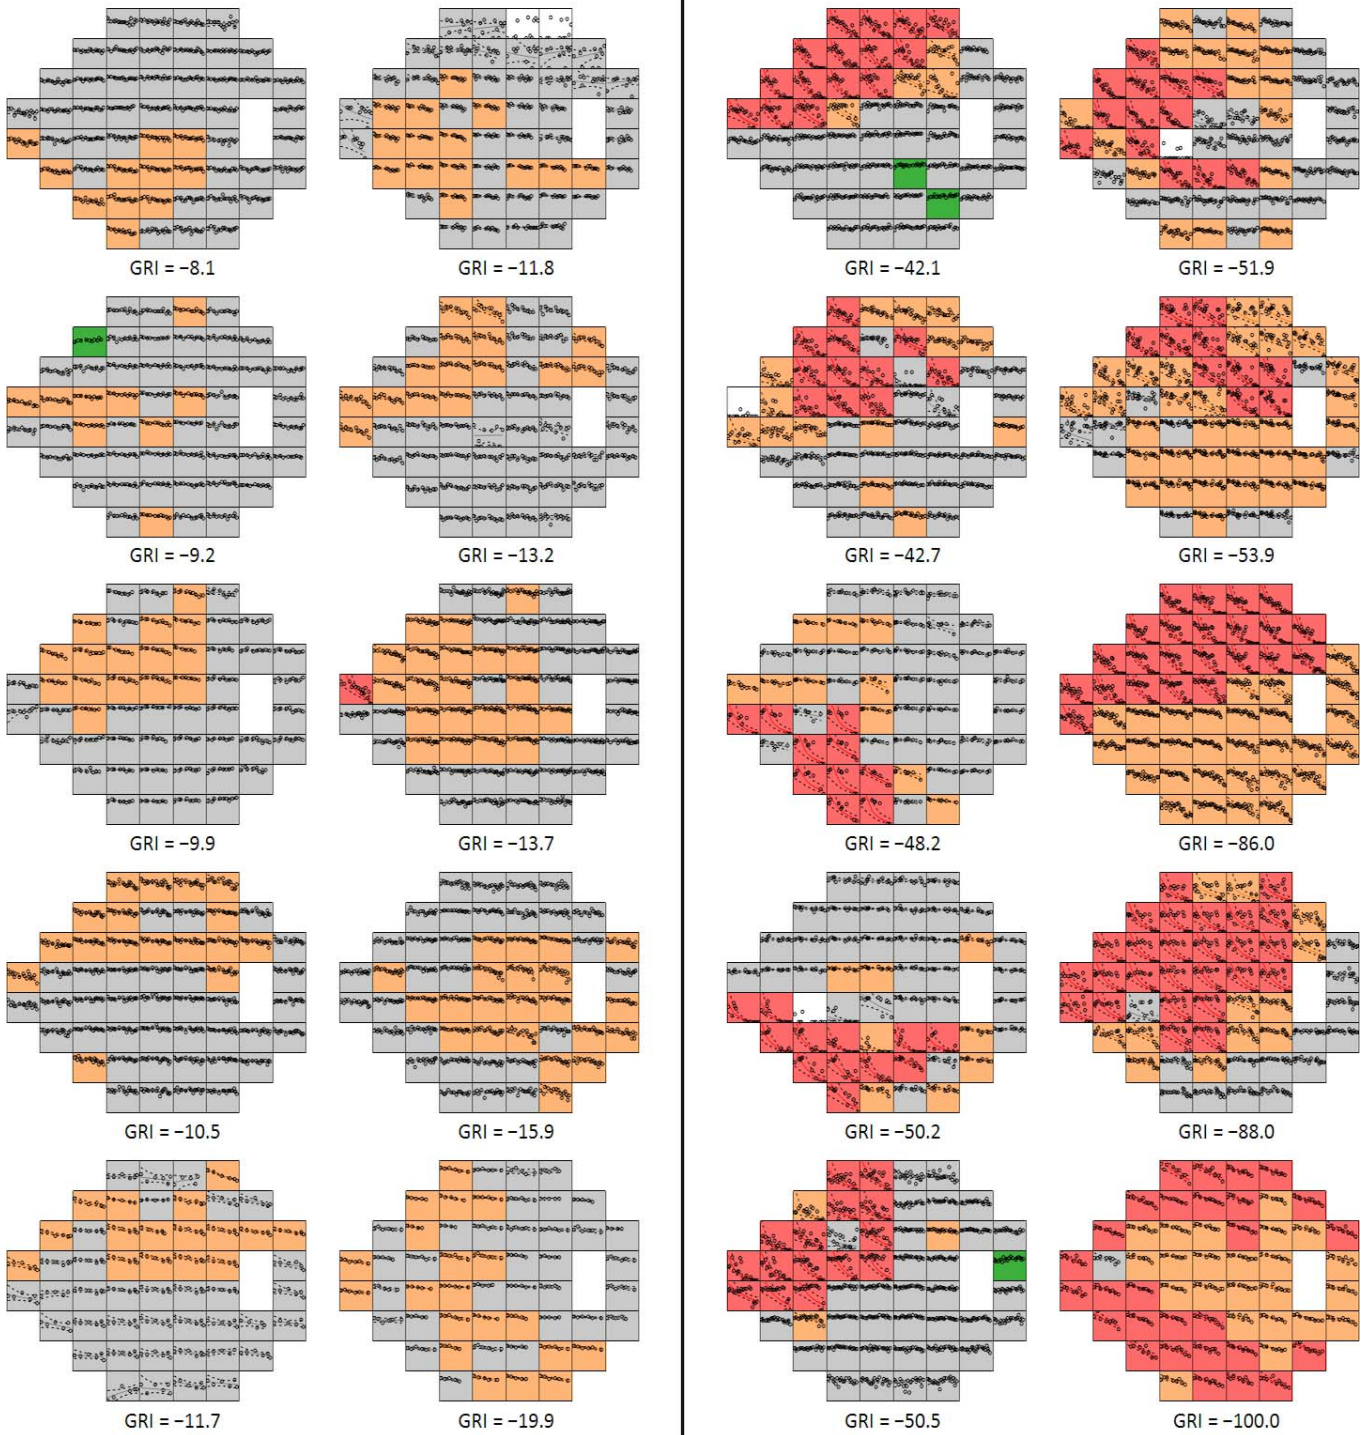 GRI = −8.1
GRI = −11.8
GRI = −42.1
GRI = −51.9
GRI = −9.2
GRI = −13.2
GRI = −42.7
GRI = −53.9
GRI = −9.9
GRI = −13.7
GRI = −48.2
GRI = −86.0
GRI = −10.5
GRI = −15.9
GRI = −50.2
GRI = −88.0
GRI = −11.7
GRI = −19.9
GRI = −50.5
GRI = −100.0